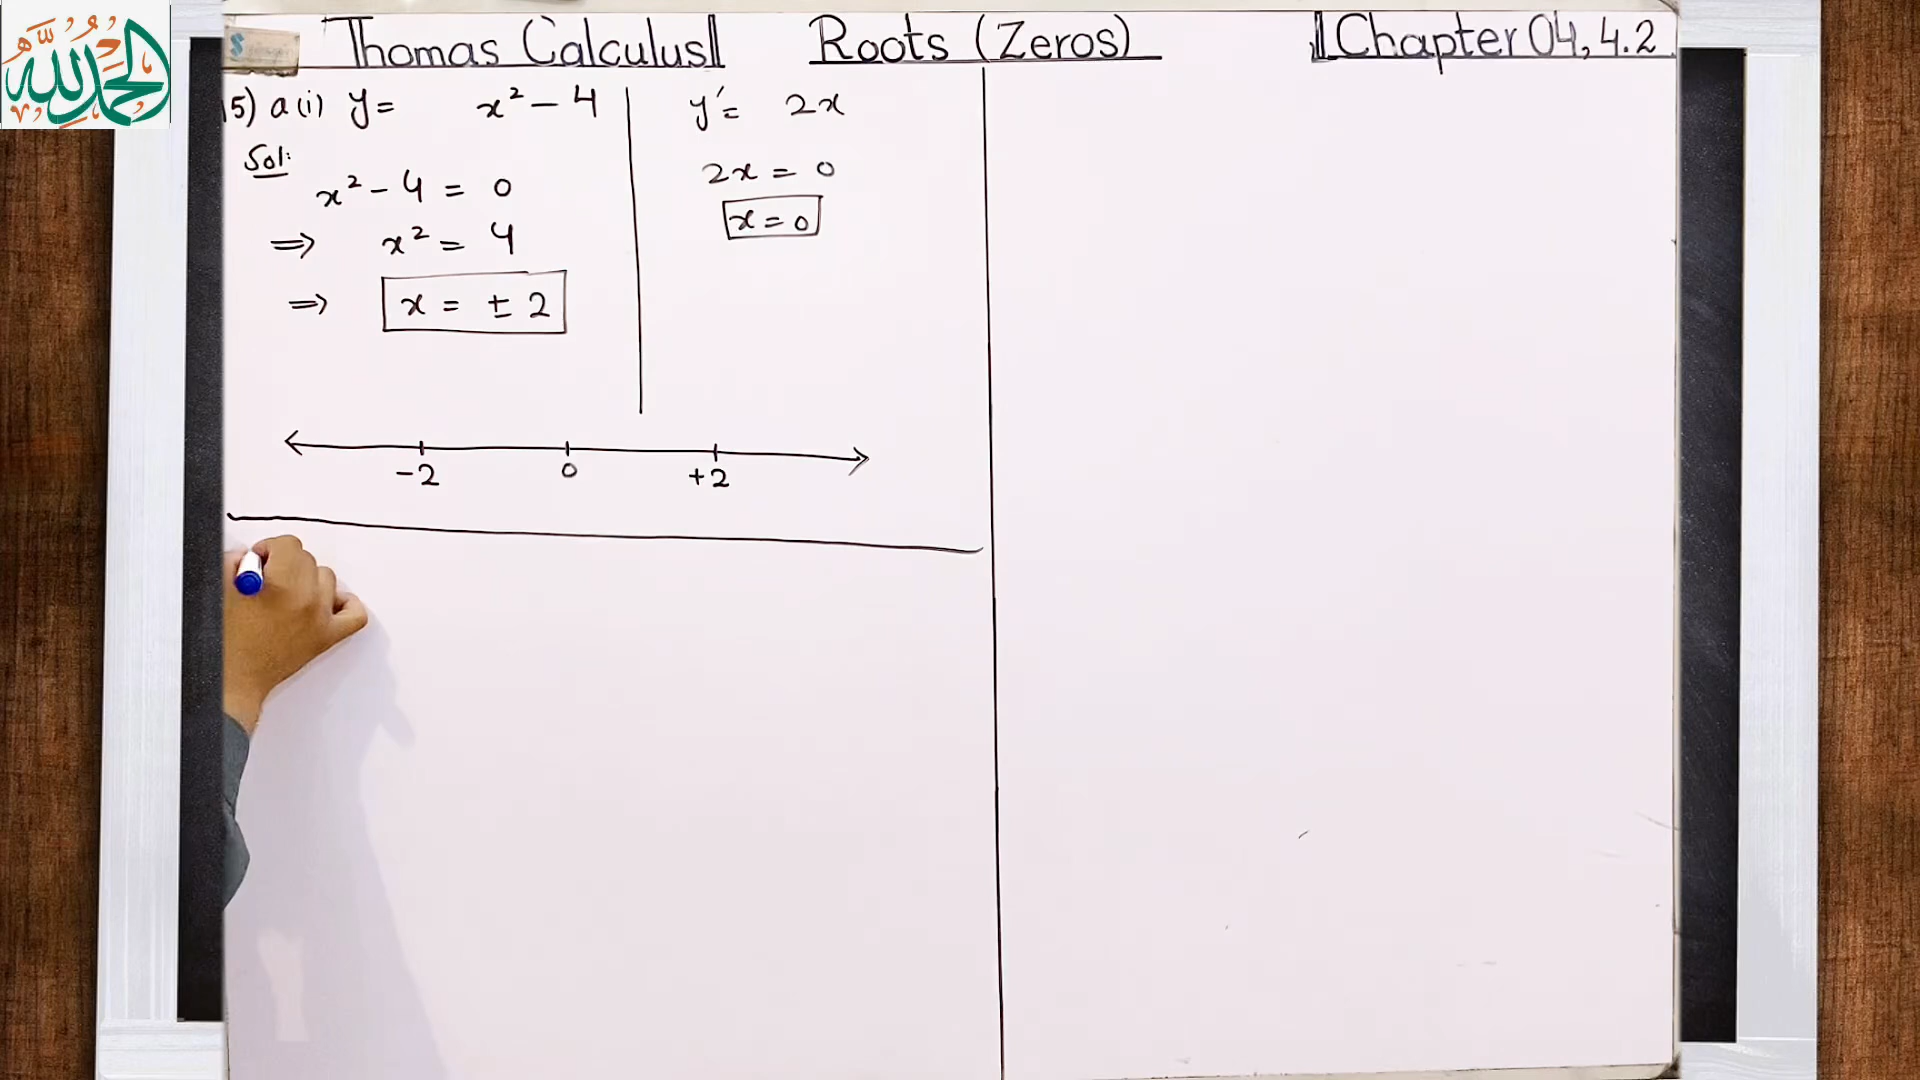 الحمد لله
Thomas Calculus Roots (Zeros) Chapter 04, 4.2
5) a (i) y = x² - 4
Sol:
x² - 4 = 0
⇒ x² = 4
⇒ x = ± 2
y' = 2x
2x = 0
x = 0
-2 0 +2